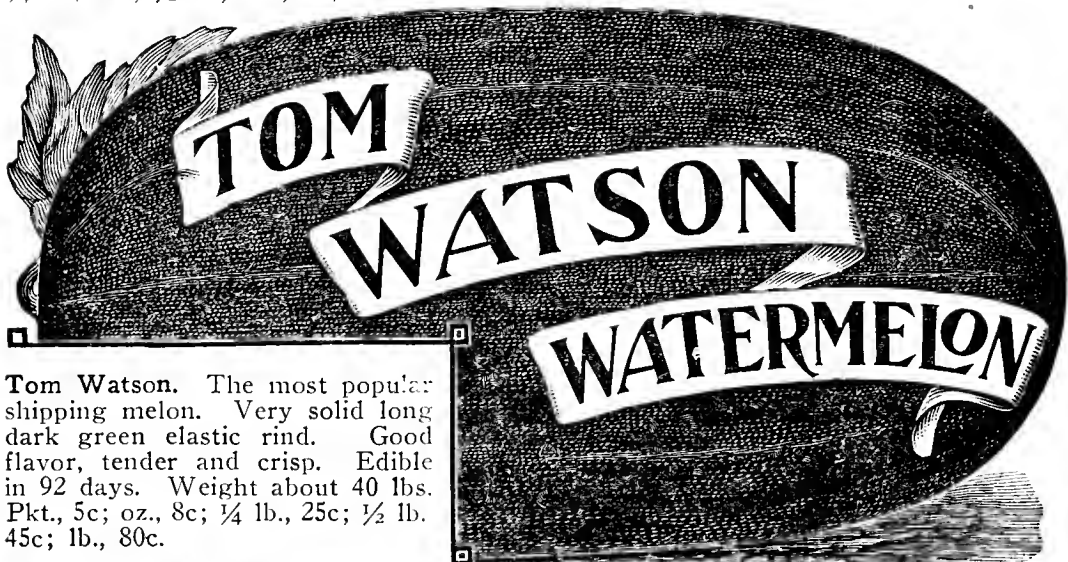 TOM
WATSON
WATERMELON
Tom Watson. The most popular
shipping melon. Very solid long
dark green elastic rind. Good
flavor, tender and crisp. Edible
in 92 days. Weight about 40 lbs.
Pkt., 5c; oz., 8c; ¼ lb., 25c; ½ lb.
45c; lb., 80c.